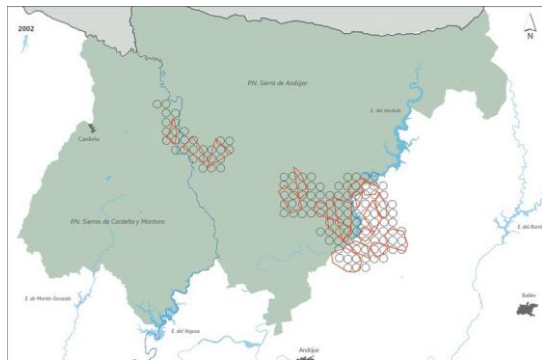 2002
N
P.N. Sierra de Andújar
E. del Jándula
Cardeña
P.N. Sierras de Cardeña y Montoro
E. del Rumblar
E. de Martín Gonzalo
Bailén
E. del Yeguas
Andújar